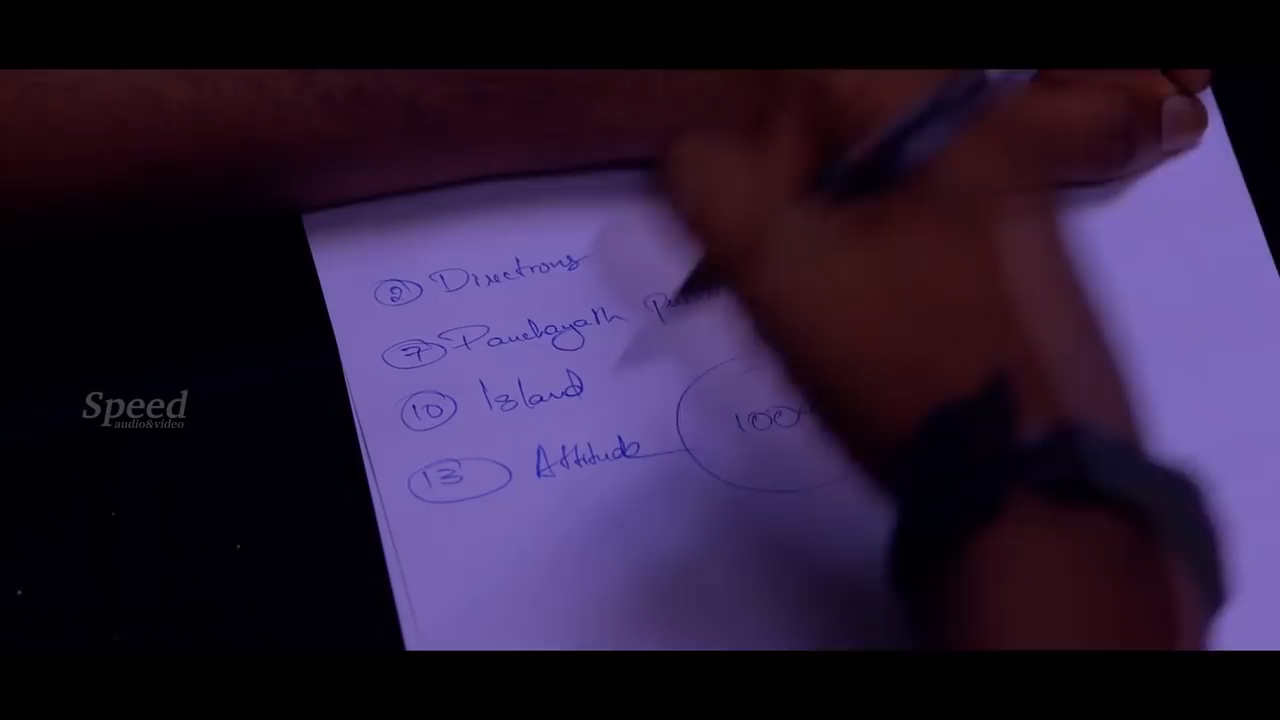 2 Directions
7 Panchayath
10 Island
13 Attitude 100
Speed
audio&video